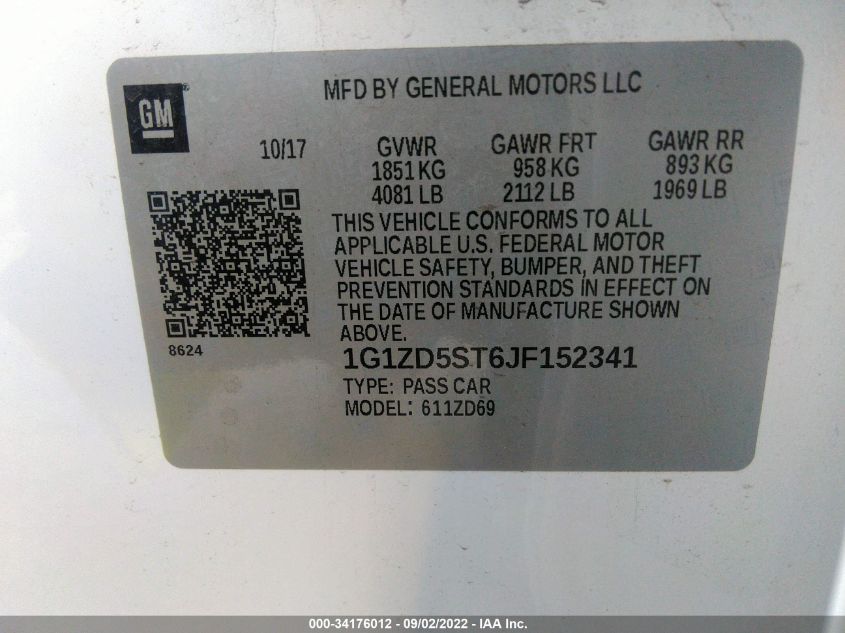 MFD BY GENERAL MOTORS LLC
GM®
10/17 GVWR GAWR FRT GAWR RR
1851 KG 958 KG 893 KG
4081 LB 2112 LB 1969 LB
THIS VEHICLE CONFORMS TO ALL
APPLICABLE U.S. FEDERAL MOTOR
VEHICLE SAFETY, BUMPER, AND THEFT
PREVENTION STANDARDS IN EFFECT ON
THE DATE OF MANUFACTURE SHOWN
ABOVE.
8624
1G1ZD5ST6JF152341
TYPE: PASS CAR
MODEL: 611ZD69
000-34176012 - 09/02/2022 - IAA Inc.